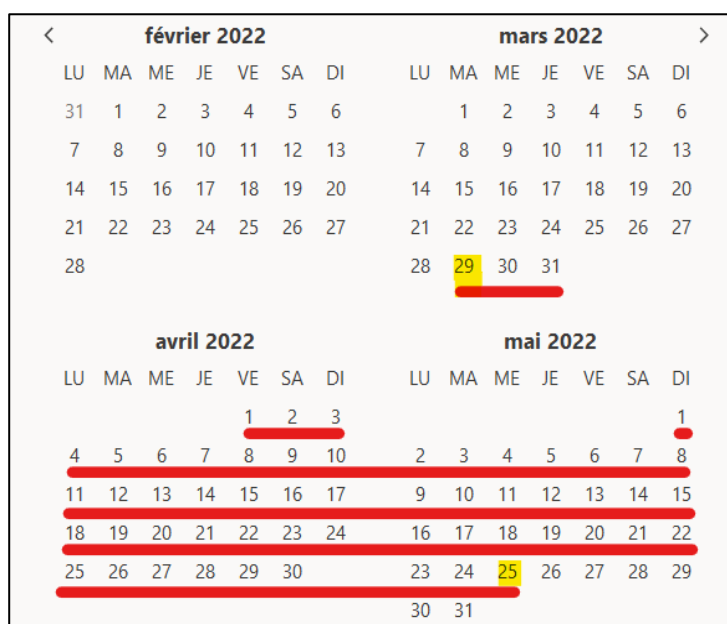 février 2022
LU MA ME JE VE SA DI
31 1 2 3 4 5 6
7 8 9 10 11 12 13
14 15 16 17 18 19 20
21 22 23 24 25 26 27
28
mars 2022
LU MA ME JE VE SA DI
1 2 3 4 5 6
7 8 9 10 11 12 13
14 15 16 17 18 19 20
21 22 23 24 25 26 27
28 29 30 31
avril 2022
LU MA ME JE VE SA DI
1 2 3
4 5 6 7 8 9 10
11 12 13 14 15 16 17
18 19 20 21 22 23 24
25 26 27 28 29 30
mai 2022
LU MA ME JE VE SA DI
1
2 3 4 5 6 7 8
9 10 11 12 13 14 15
16 17 18 19 20 21 22
23 24 25 26 27 28 29
30 31